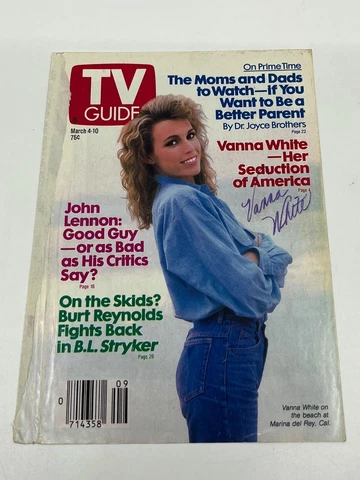 TV
GUIDE
March 4-10
75¢
On Prime Time
The Moms and Dads
to Watch—If You
Want to Be a
Better Parent
By Dr. Joyce Brothers
Page 22
Vanna White
—Her
Seduction
of America
Page
Vanna
White
John
Lennon:
Good Guy
—or as Bad
as His Critics
Say?
Page 16
On the Skids?
Burt Reynolds
Fights Back
in B.L. Stryker
Page 26
09
0 714358
Vanna White on
the beach at
Marina del Rey, Cal.